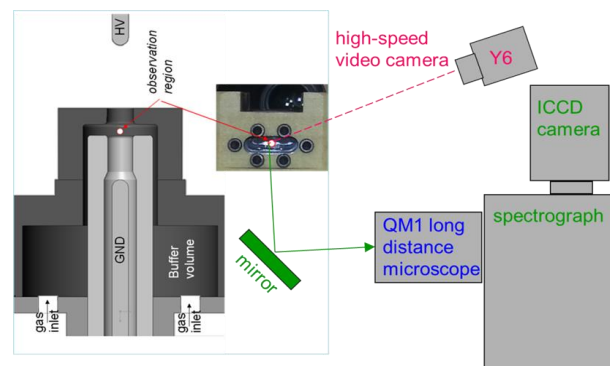 HV
observation
region
high-speed
video camera
Y6
ICCD
camera
GND
Buffer
volume
gas
inlet
gas
inlet
mirror
QM1 long
distance
microscope
spectrograph